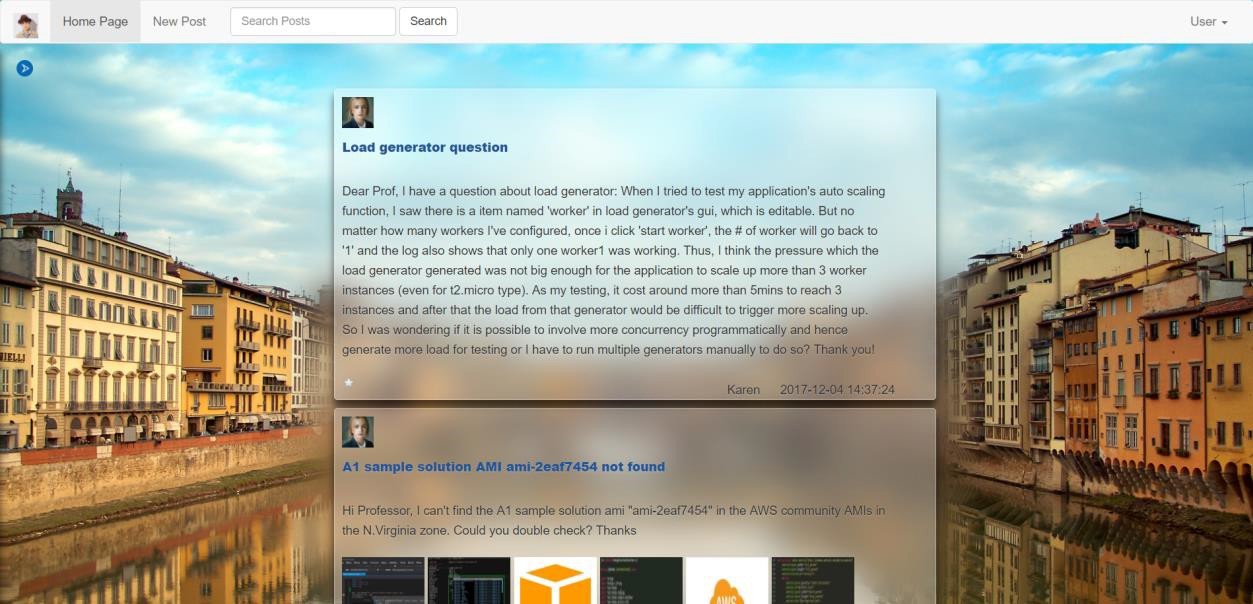 Home Page New Post Search Posts Search User
Load generator question
Dear Prof, I have a question about load generator: When I tried to test my application's auto scaling
function, I saw there is a item named 'worker' in load generator's gui, which is editable. But no
matter how many workers I've configured, once i click 'start worker', the # of worker will go back to
'1' and the log also shows that only one worker1 was working. Thus, I think the pressure which the
load generator generated was not big enough for the application to scale up more than 3 worker
instances (even for t2.micro type). As my testing, it cost around more than 5mins to reach 3
instances and after that the load from that generator would be difficult to trigger more scaling up.
So I was wondering if it is possible to involve more concurrency programmatically and hence
generate more load for testing or I have to run multiple generators manually to do so? Thank you!
Karen 2017-12-04 14:37:24
A1 sample solution AMI ami-2eaf7454 not found
Hi Professor, I can't find the A1 sample solution ami "ami-2eaf7454" in the AWS community AMIs in
the N.Virginia zone. Could you double check? Thanks
AWS